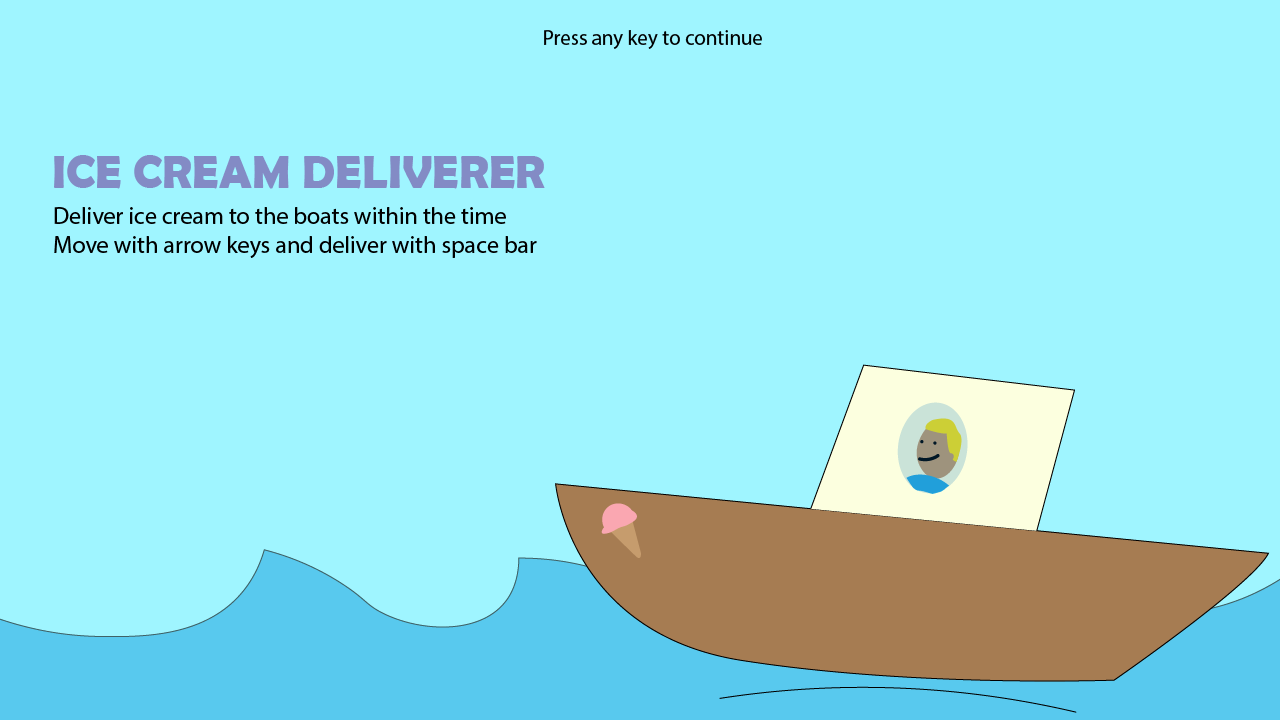 Press any key to continue
ICE CREAM DELIVERER
Deliver ice cream to the boats within the time
Move with arrow keys and deliver with space bar